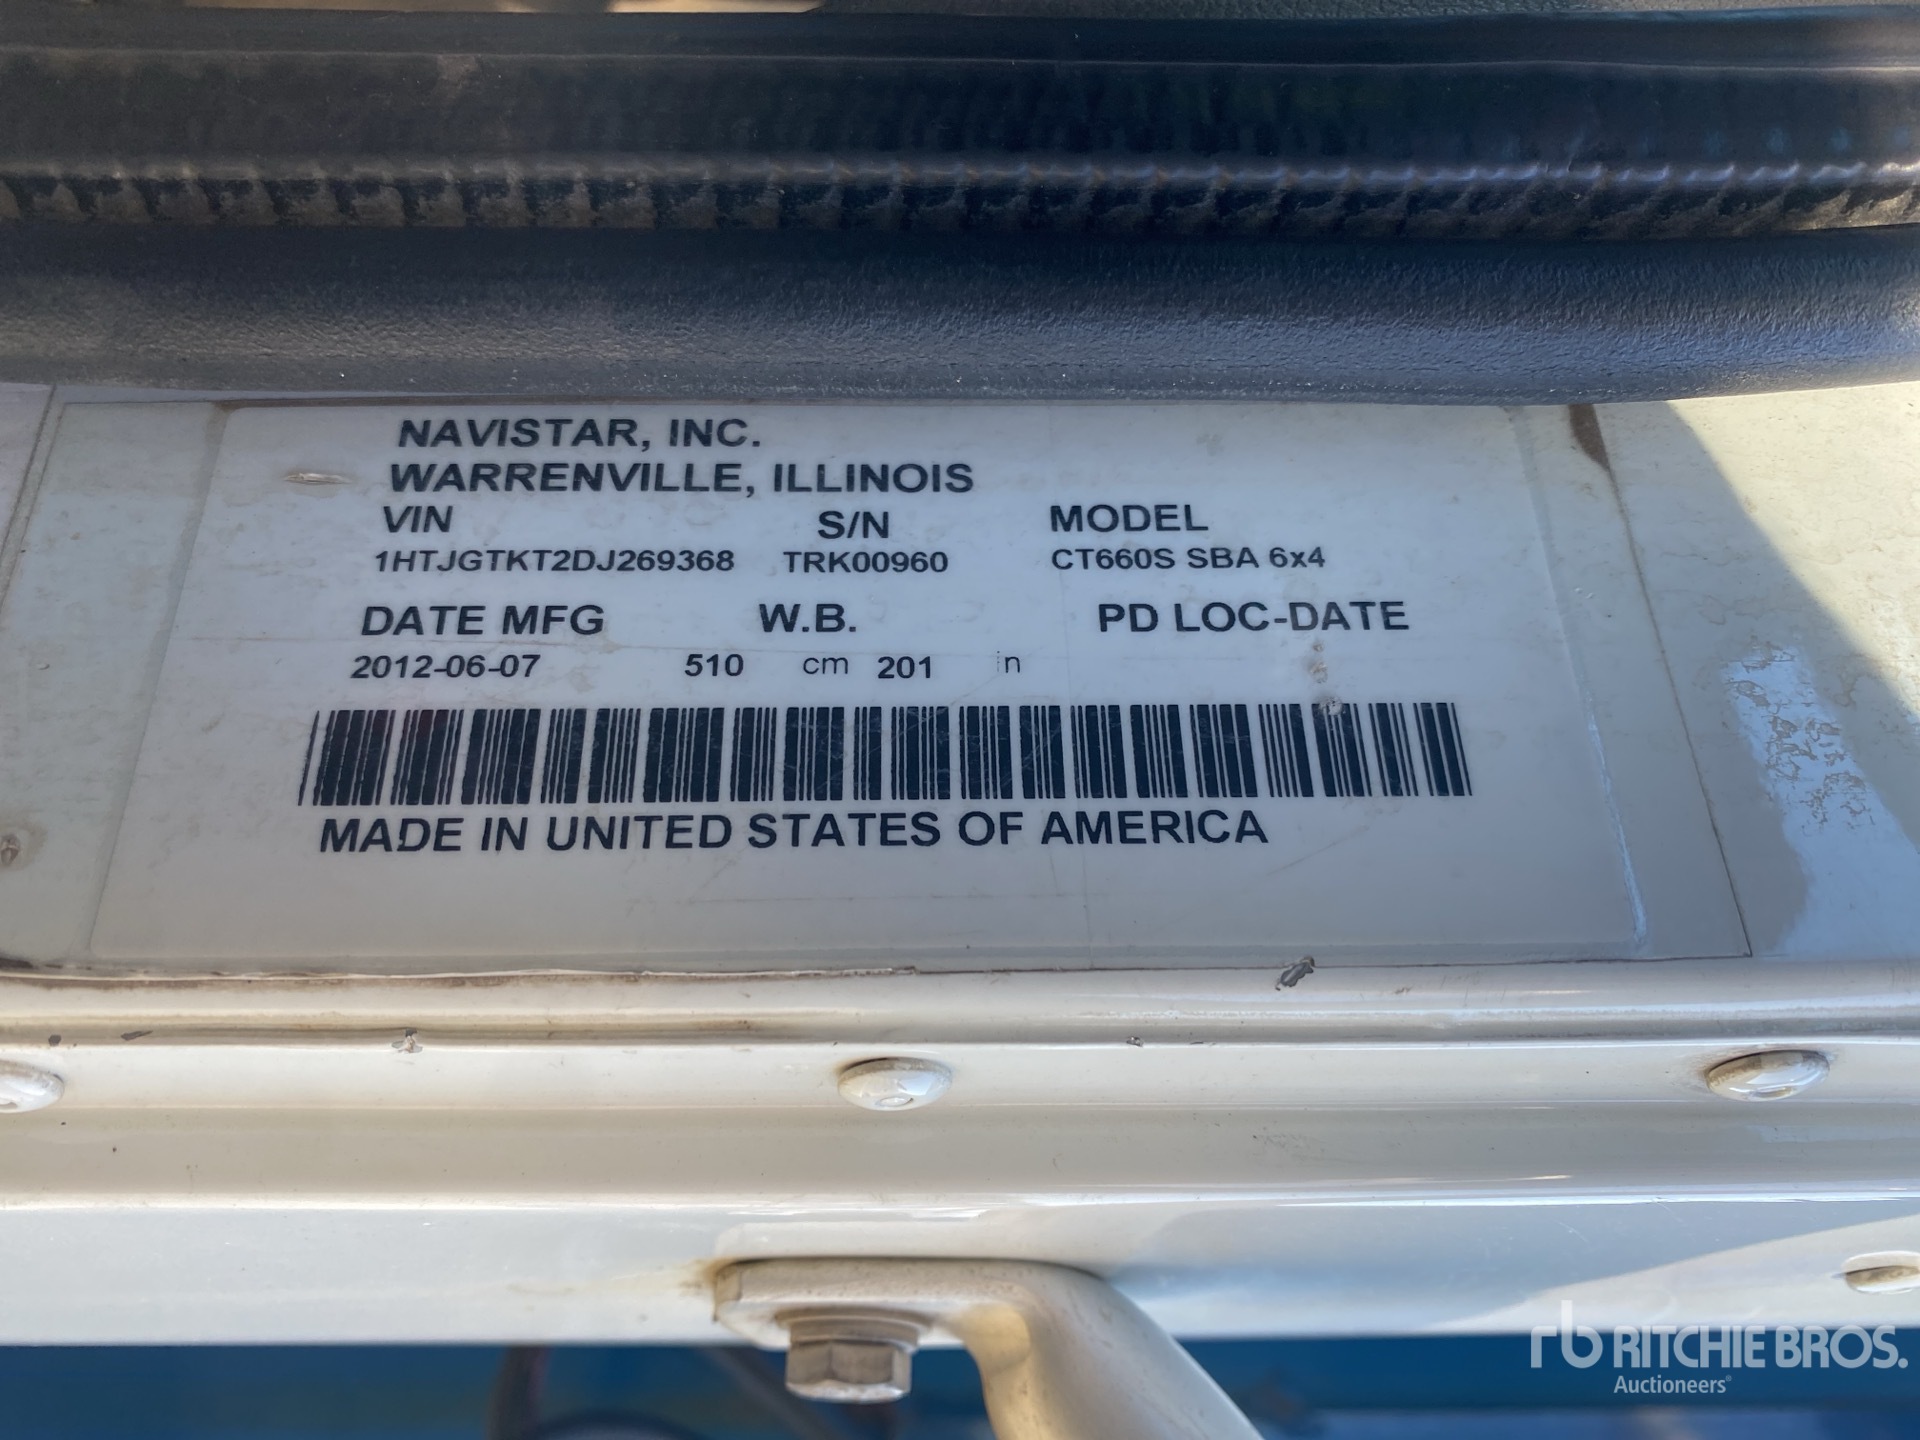 NAVISTAR, INC.
WARRENVILLE, ILLINOIS
VIN S/N MODEL
1HTJGTKT2DJ269368 TRK00960 CT660S SBA 6x4
DATE MFG W.B. PD LOC-DATE
2012-06-07 510 cm 201 in
MADE IN UNITED STATES OF AMERICA
rb RITCHIE BROS.
Auctioneers®